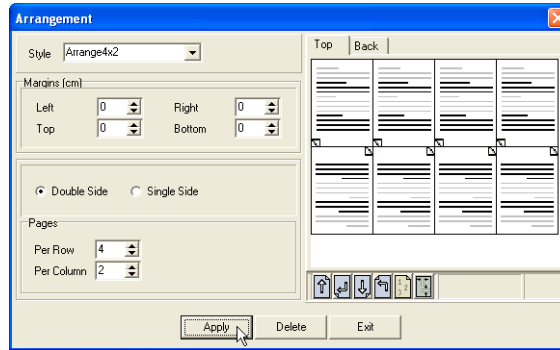 Arrangement
Style Arrange4x2
Top Back
Margins (cm)
Left 0 Right 0
Top 0 Bottom 0
Double Side Single Side
Pages
Per Row 4
Per Column 2
Apply Delete Exit